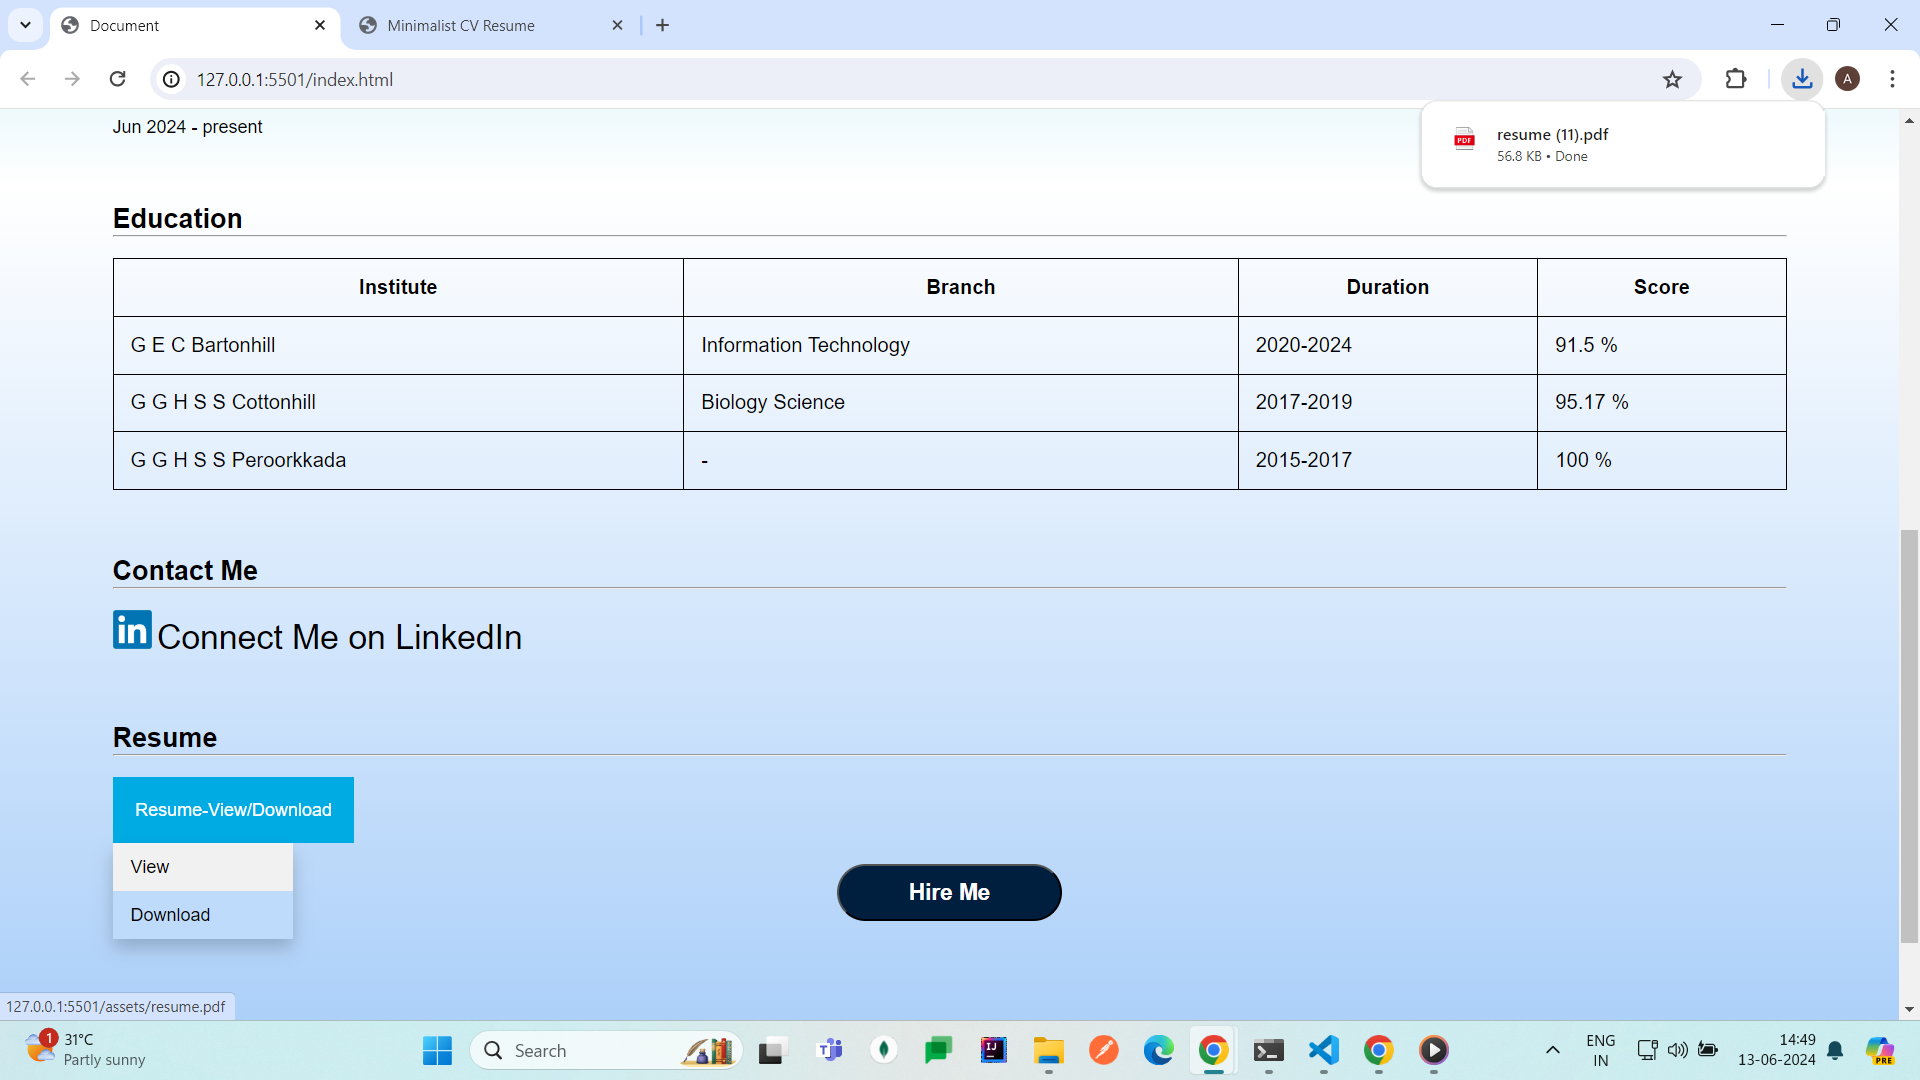 Document
Minimalist CV Resume
127.0.0.1:5501/index.html
A
resume (11).pdf
56.8 KB • Done
PDF
Jun 2024 - present
Education
Institute Branch Duration Score
G E C Bartonhill Information Technology 2020-2024 91.5 %
G G H S S Cottonhill Biology Science 2017-2019 95.17 %
G G H S S Peroorkkada - 2015-2017 100 %
Contact Me
in Connect Me on LinkedIn
Resume
Resume-View/Download
View
Download
Hire Me
127.0.0.1:5501/assets/resume.pdf
1
31°C
Partly sunny
Search
IJ
ENG
IN
14:49
13-06-2024
PRE